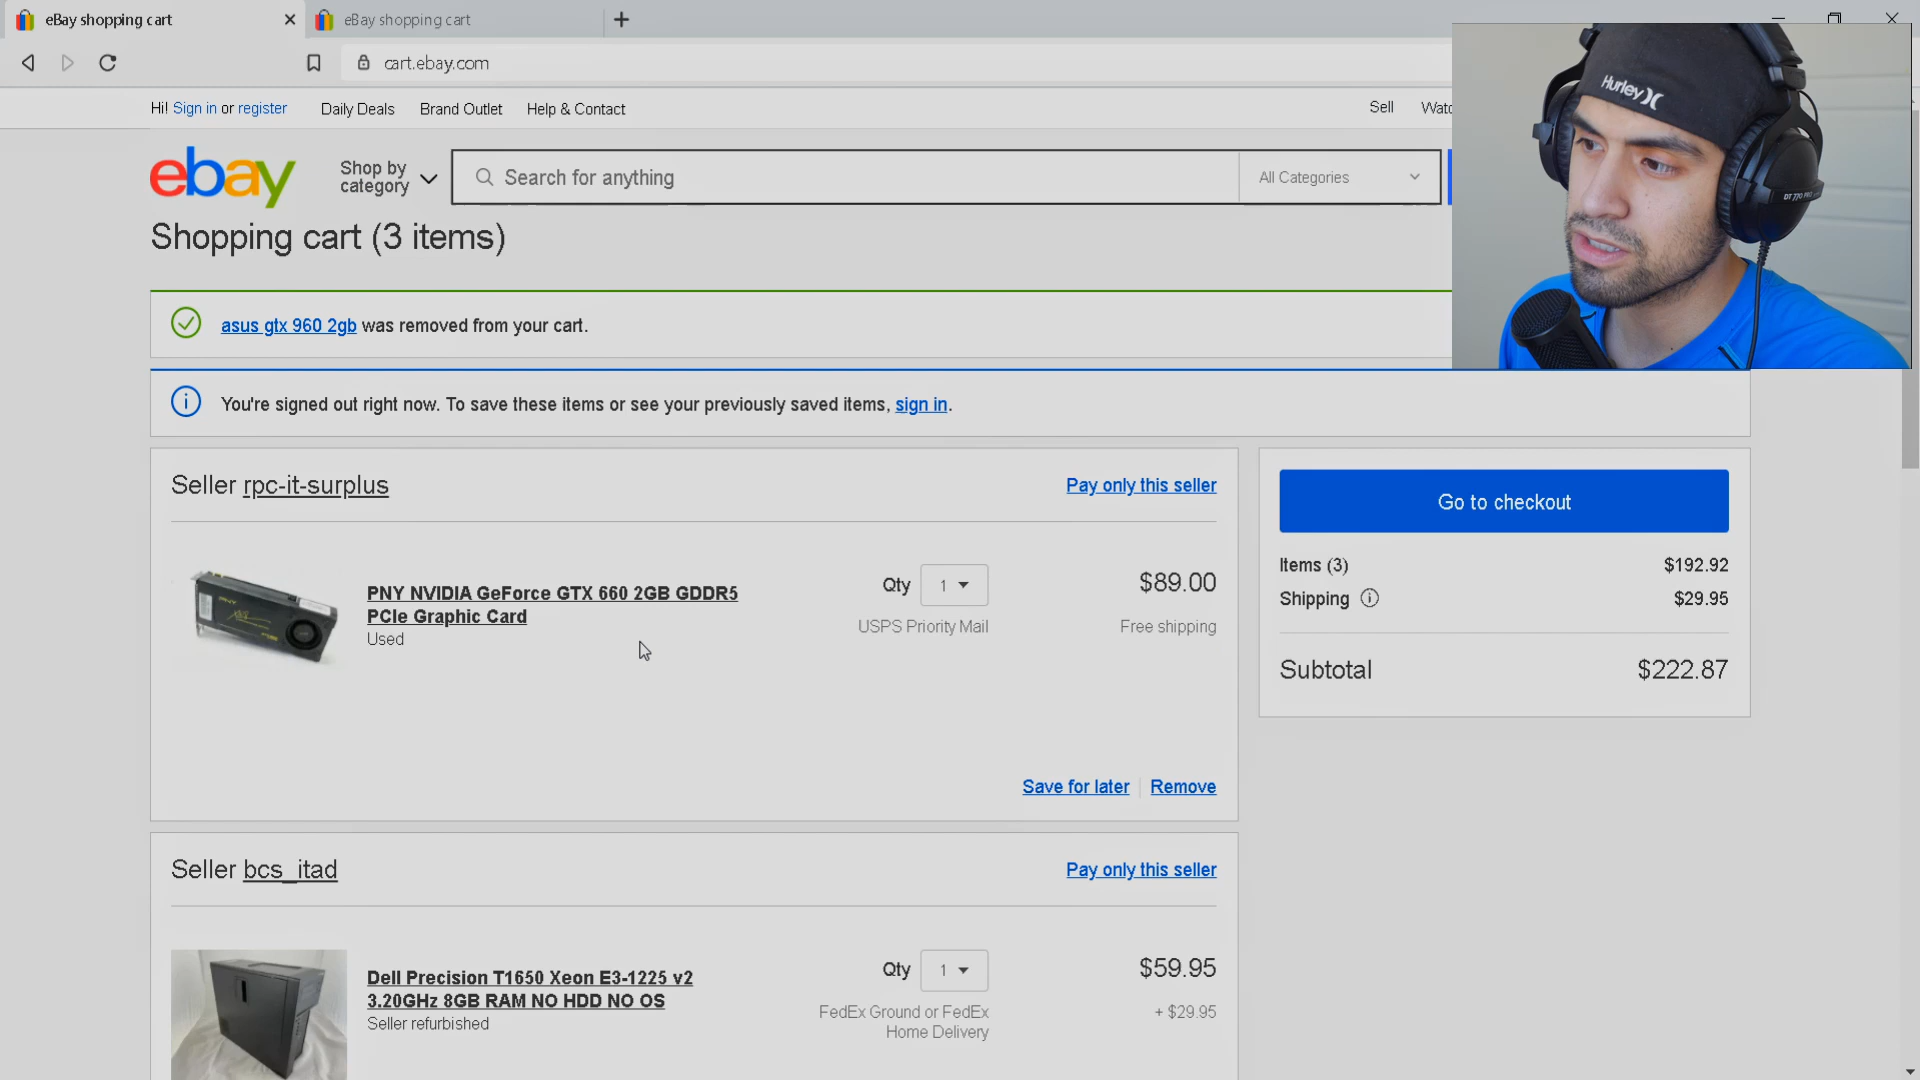 eBay shopping cart
eBay shopping cart
cart.ebay.com
Hi! Sign in or register Daily Deals Brand Outlet Help & Contact Sell
ebay
Shop by category
Search for anything
All Categories
Hurley
DT 770 PRO
Shopping cart (3 items)
asus gtx 960 2gb was removed from your cart.
You're signed out right now. To save these items or see your previously saved items, sign in.
Seller rpc-it-surplus
Pay only this seller
PNY NVIDIA GeForce GTX 660 2GB GDDR5
PCIe Graphic Card
Used
Qty 1
USPS Priority Mail
$89.00
Free shipping
Save for later
Remove
Go to checkout
Items (3) $192.92
Shipping $29.95
Subtotal $222.87
Seller bcs_itad
Pay only this seller
Dell Precision T1650 Xeon E3-1225 v2
3.20GHz 8GB RAM NO HDD NO OS
Seller refurbished
Qty 1
FedEx Ground or FedEx
Home Delivery
$59.95
+ $29.95